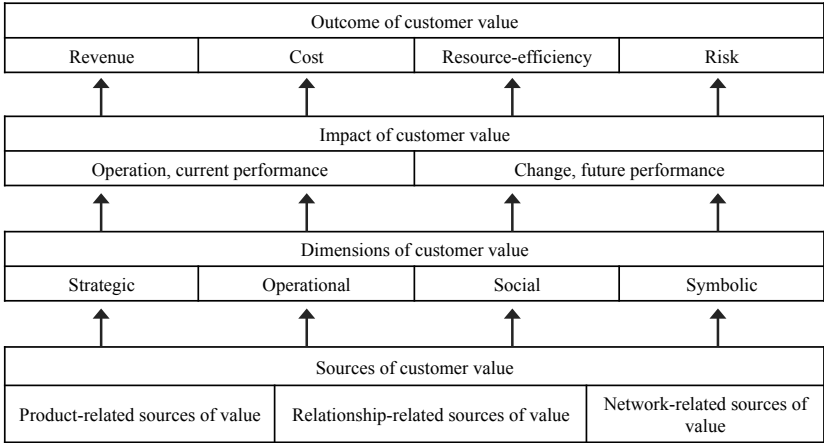 Outcome of customer value
Revenue
Cost
Resource-efficiency
Risk
Impact of customer value
Operation, current performance
Change, future performance
Dimensions of customer value
Strategic
Operational
Social
Symbolic
Sources of customer value
Product-related sources of value
Relationship-related sources of value
Network-related sources of
value